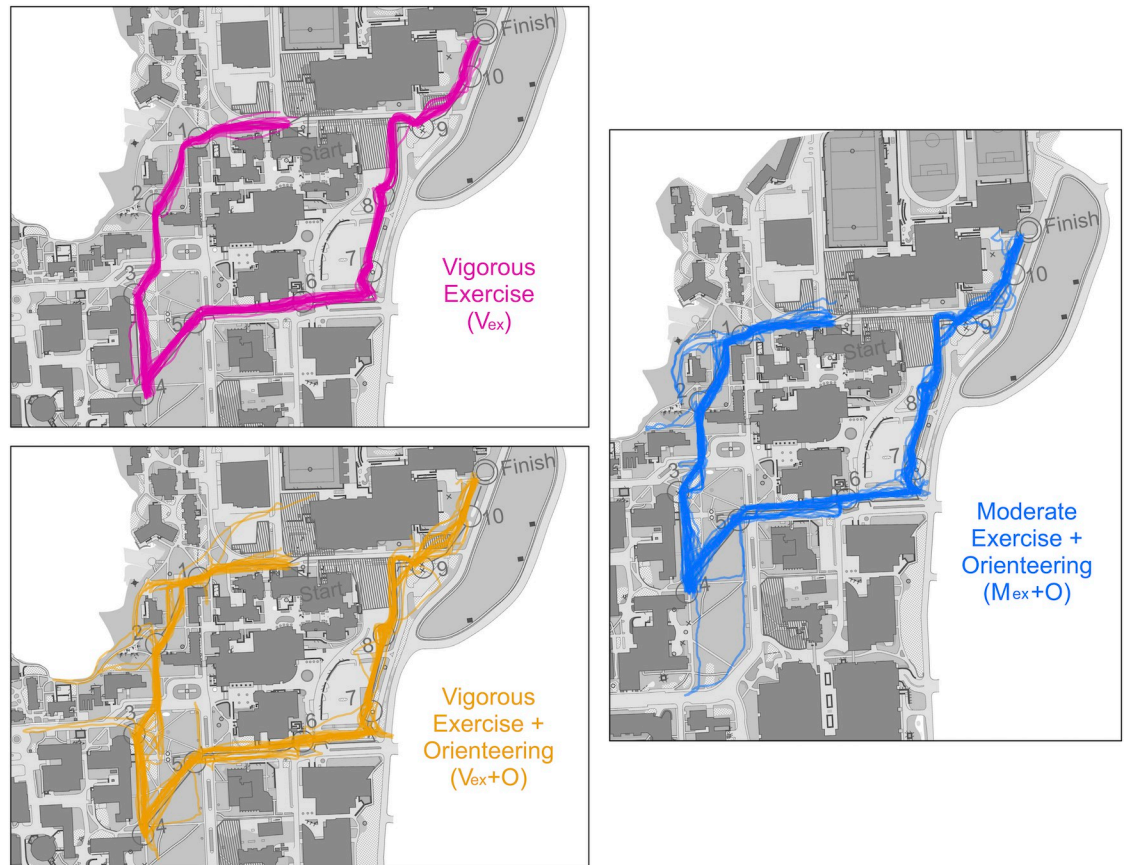 Finish
10
1
Start
9
2
8
3
7
6
5
4
Vigorous
Exercise
(Vex)
Finish
10
1
Start
9
2
8
3
7
6
5
4
Vigorous
Exercise +
Orienteering
(Vex+O)
Finish
10
1
Start
9
2
8
3
7
6
5
4
Moderate
Exercise +
Orienteering
(Mex+O)